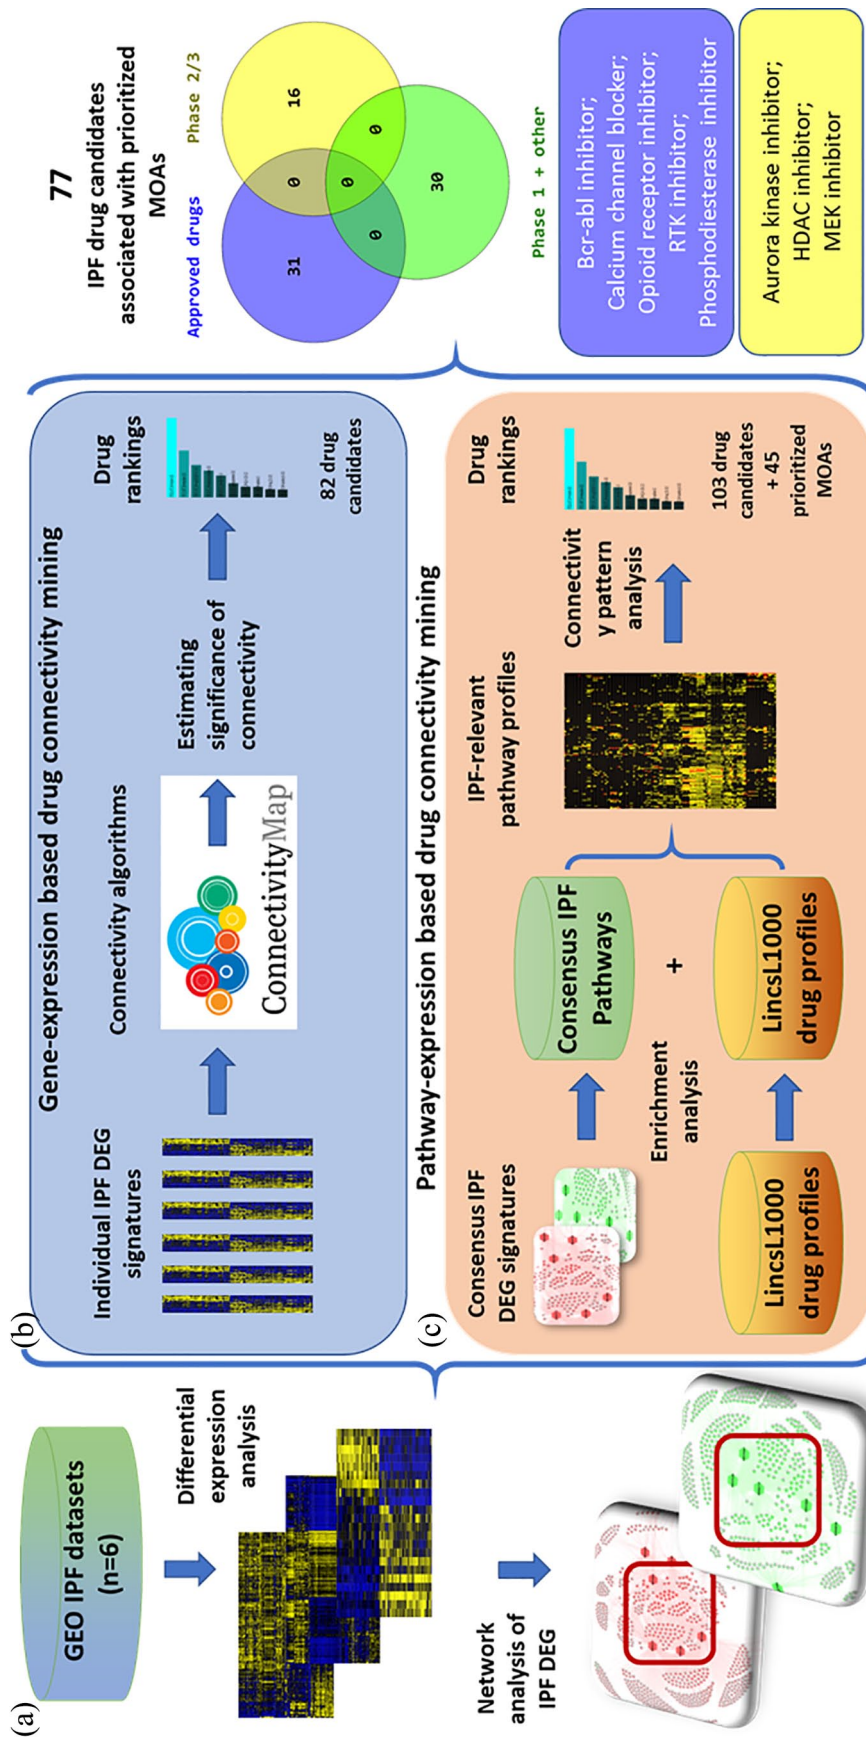 (a)
GEO IPF datasets
(n=6)
Differential
expression
analysis
Network
analysis of
IPF DEG
(b)
Gene-expression based drug connectivity mining
Individual IPF DEG
signatures
Connectivity algorithms
ConnectivityMap
Estimating
significance of
connectivity
Drug
rankings
82 drug
candidates
(c)
Pathway-expression based drug connectivity mining
Consensus IPF
DEG signatures
Consensus IPF
Pathways
Enrichment
analysis
+
LincsL1000
drug profiles
LincsL1000
drug profiles
IPF-relevant
pathway profiles
Connectivit
y pattern
analysis
Drug
rankings
103 drug
candidates
+ 45
prioritized
MOAs
77
IPF drug candidates
associated with prioritized
MOAs
Approved drugs
Phase 2/3
31
0
16
0
0
0
30
Phase 1 + other
Bcr-abl inhibitor;
Calcium channel blocker;
Opioid receptor inhibitor;
RTK inhibitor;
Phosphodiesterase inhibitor
Aurora kinase inhibitor;
HDAC inhibitor;
MEK inhibitor